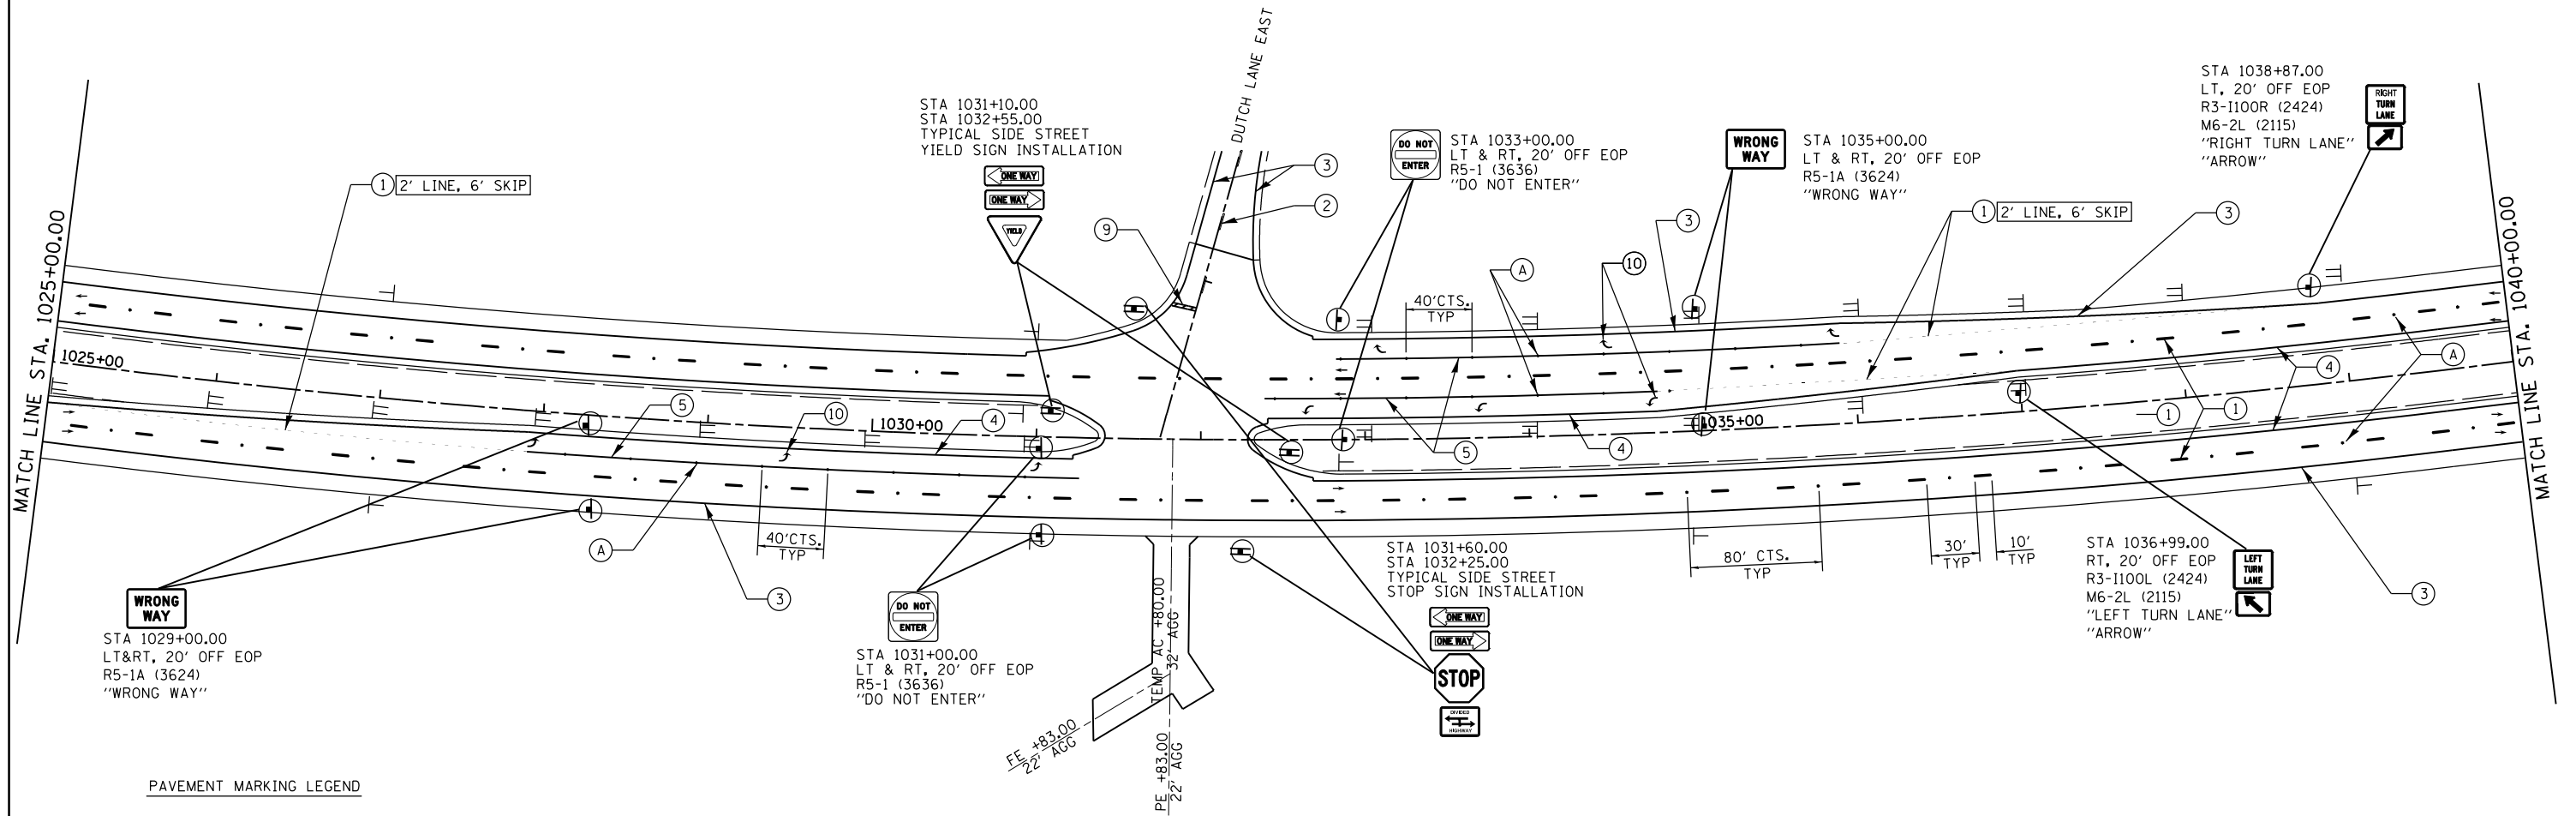 DUTCH LANE EAST
STA 1031+10.00
STA 1032+55.00
TYPICAL SIDE STREET
YIELD SIGN INSTALLATION
ONE WAY
ONE WAY
YIELD
DO NOT
ENTER
STA 1033+00.00
LT & RT, 20' OFF EOP
R5-1 (3636)
"DO NOT ENTER"
WRONG
WAY
STA 1035+00.00
LT & RT, 20' OFF EOP
R5-1A (3624)
"WRONG WAY"
STA 1038+87.00
LT, 20' OFF EOP
R3-I100R (2424)
M6-2L (2115)
"RIGHT TURN LANE"
"ARROW"
RIGHT
TURN
LANE
1 2' LINE, 6' SKIP
3
2
9
3
A
10
1 2' LINE, 6' SKIP
3
40'CTS.
TYP
MATCH LINE STA. 1025+00.00
MATCH LINE STA. 1040+00.00
1025+00
A
4
5
10
1030+00
4
1035+00
1
1
5
4
A
40'CTS.
TYP
3
80' CTS.
TYP
30'
TYP
10'
TYP
3
WRONG
WAY
STA 1029+00.00
LT&RT, 20' OFF EOP
R5-1A (3624)
"WRONG WAY"
DO NOT
ENTER
STA 1031+00.00
LT & RT, 20' OFF EOP
R5-1 (3636)
"DO NOT ENTER"
TEMP AC +80.00
32' AGG
FE +83.00
22' AGG
PE +83.00
22' AGG
STA 1031+60.00
STA 1032+25.00
TYPICAL SIDE STREET
STOP SIGN INSTALLATION
ONE WAY
ONE WAY
STOP
DIVIDED
HIGHWAY
STA 1036+99.00
RT, 20' OFF EOP
R3-I100L (2424)
M6-2L (2115)
"LEFT TURN LANE"
"ARROW"
LEFT
TURN
LANE
PAVEMENT MARKING LEGEND